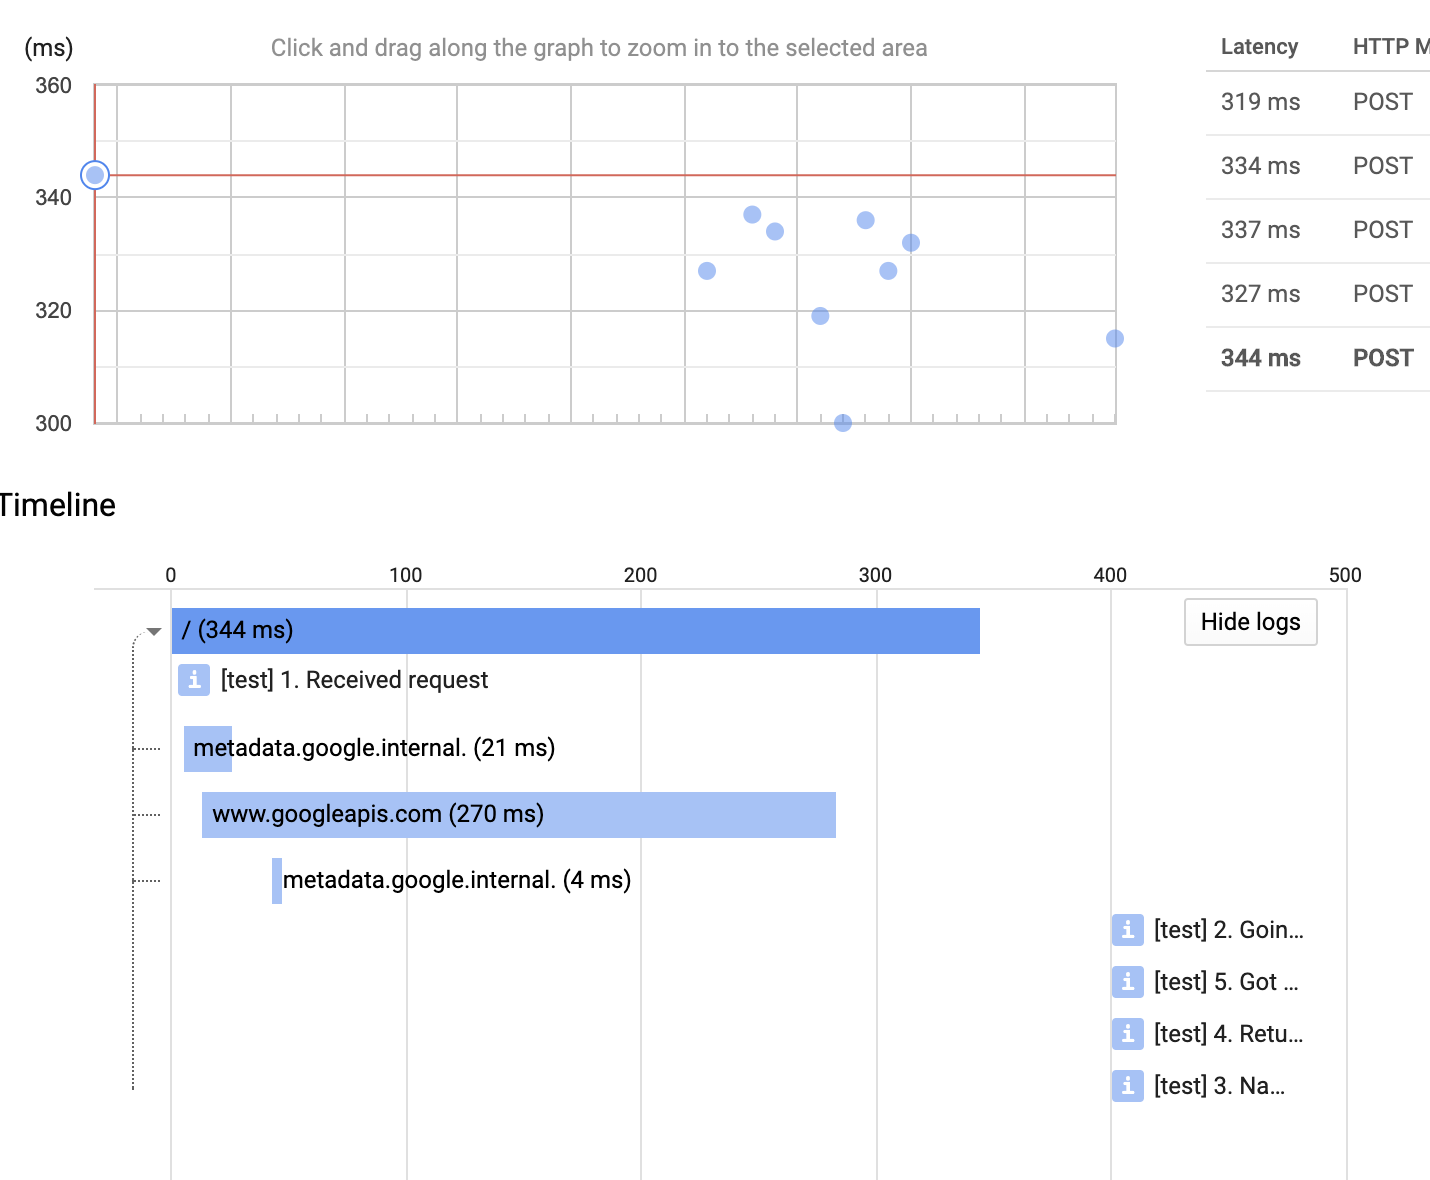 (ms)
Click and drag along the graph to zoom in to the selected area
360
340
320
300
Latency HTTP M
319 ms POST
334 ms POST
337 ms POST
327 ms POST
344 ms POST
Timeline
0 100 200 300 400 500
/ (344 ms)
Hide logs
i [test] 1. Received request
metadata.google.internal. (21 ms)
www.googleapis.com (270 ms)
metadata.google.internal. (4 ms)
i [test] 2. Goin...
i [test] 5. Got ...
i [test] 4. Retu...
i [test] 3. Na...